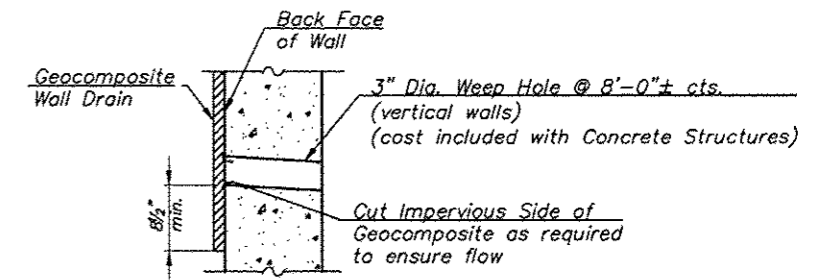 Back Face
of Wall
Geocomposite
Wall Drain
3" Dia. Weep Hole @ 8'-0"± cts.
(vertical walls)
(cost included with Concrete Structures)
8½"
min.
Cut Impervious Side of
Geocomposite as required
to ensure flow